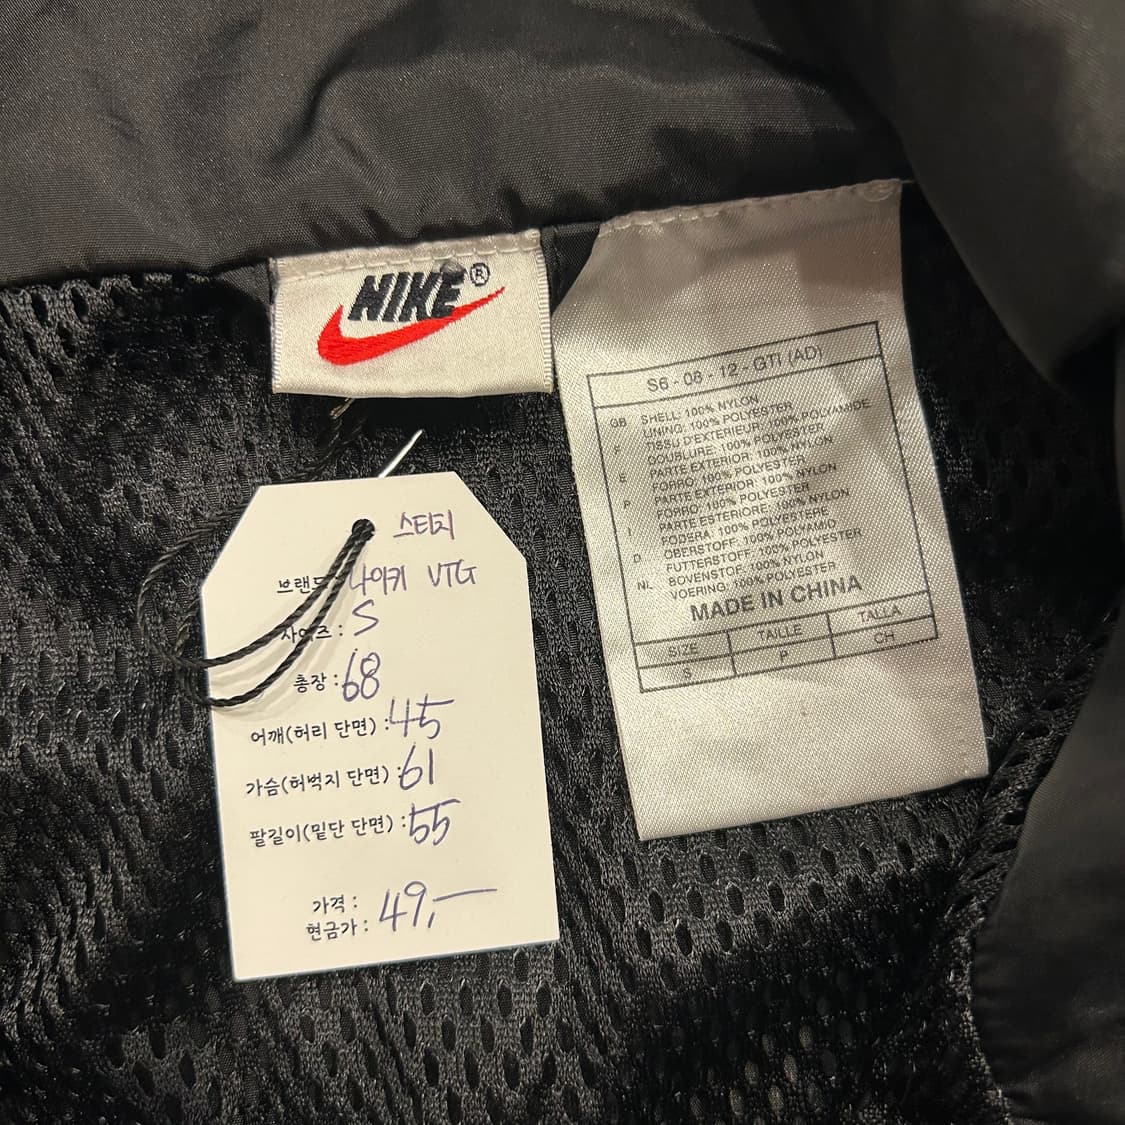 NIKE®
S6 - 08 - 12 - GTI (AD)
GB SHELL: 100% NYLON
LINING: 100% POLYESTER
F TISSU D'EXTERIEUR: 100% POLYAMIDE
DOUBLURE: 100% POLYESTER
E PARTE EXTERIOR: 100% NYLON
FORRO: 100% POLYESTER
P PARTE EXTERIOR: 100% NYLON
FORRO: 100% POLYESTER
I PARTE ESTERIORE: 100% NYLON
FODERA: 100% POLYESTERE
D OBERSTOFF: 100% POLYAMID
FUTTERSTOFF: 100% POLYESTER
NL BOVENSTOF: 100% NYLON
VOERING: 100% POLYESTER
MADE IN CHINA
SIZE TAILLE TALLA
S P CH
브랜드 나이키 VTG
사이즈 : S
총장 : 68
어깨(허리 단면) : 45
가슴(허벅지 단면) : 61
팔길이(밑단 단면) : 55
가격 :
현금가 : 49,—